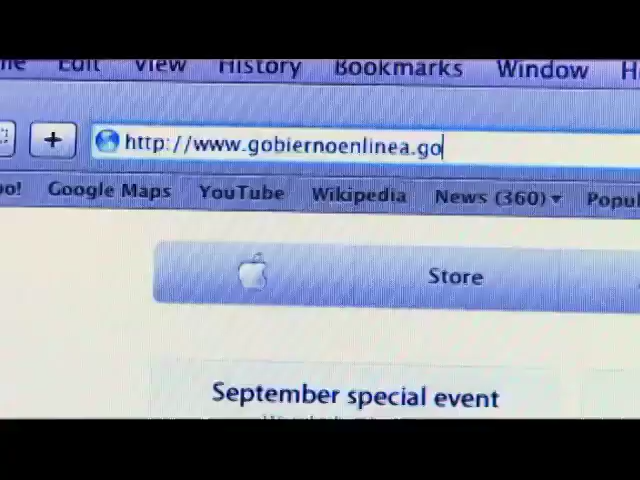 Edit View History Bookmarks Window
+ http://www.gobiernoenlinea.go
Google Maps YouTube Wikipedia News (360)
Store
September special event